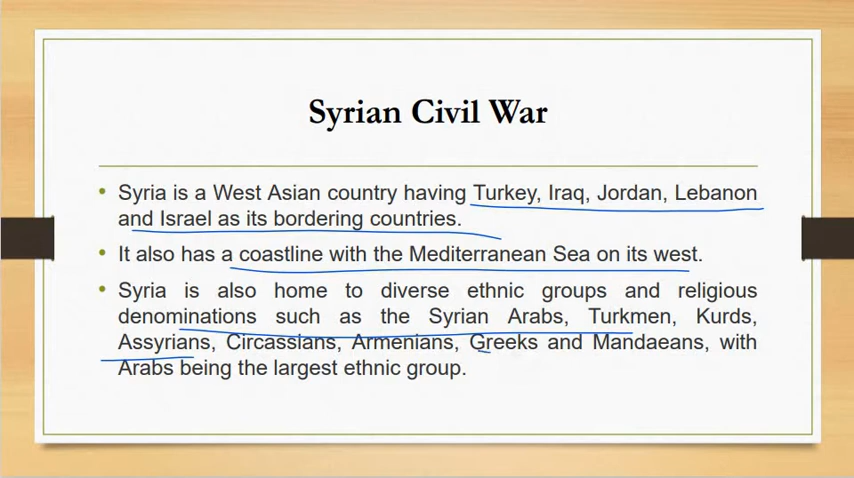 Syrian Civil War
• Syria is a West Asian country having Turkey, Iraq, Jordan, Lebanon
and Israel as its bordering countries.
• It also has a coastline with the Mediterranean Sea on its west.
• Syria is also home to diverse ethnic groups and religious
denominations such as the Syrian Arabs, Turkmen, Kurds,
Assyrians, Circassians, Armenians, Greeks and Mandaeans, with
Arabs being the largest ethnic group.